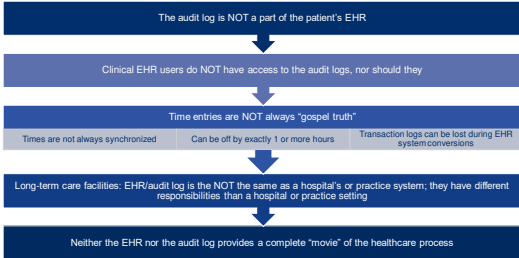 The audit log is NOT a part of the patient's EHR
Clinical EHR users do NOT have access to the audit logs, nor should they
Time entries are NOT always “gospel truth”
Times are not always synchronized
Can be off by exactly 1 or more hours
Transaction logs can be lost during EHR
system conversions
Long-term care facilities: EHR/audit log is the NOT the same as a hospital's or practice system; they have different
responsibilities than a hospital or practice setting
Neither the EHR nor the audit log provides a complete “movie” of the healthcare process